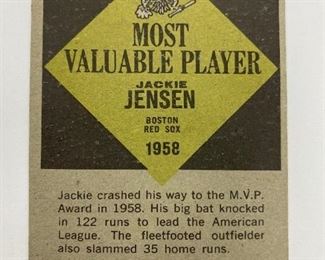 MOST
VALUABLE PLAYER
JACKIE
JENSEN
BOSTON
RED SOX
1958
Jackie crashed his way to the M.V.P.
Award in 1958. His big bat knocked
in 122 runs to lead the American
League. The fleetfooted outfielder
also slammed 35 home runs.